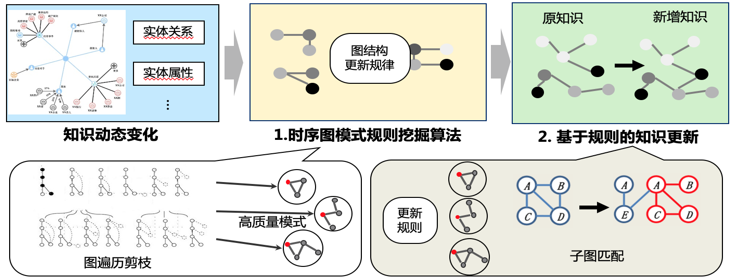 实体关系
实体属性
⋮
知识动态变化
图结构
更新规律
1.时序图模式规则挖掘算法
原知识
新增知识
2. 基于规则的知识更新
高质量模式
图遍历剪枝
更新
规则
A
B
C
D
A
A
B
E
C
D
子图匹配